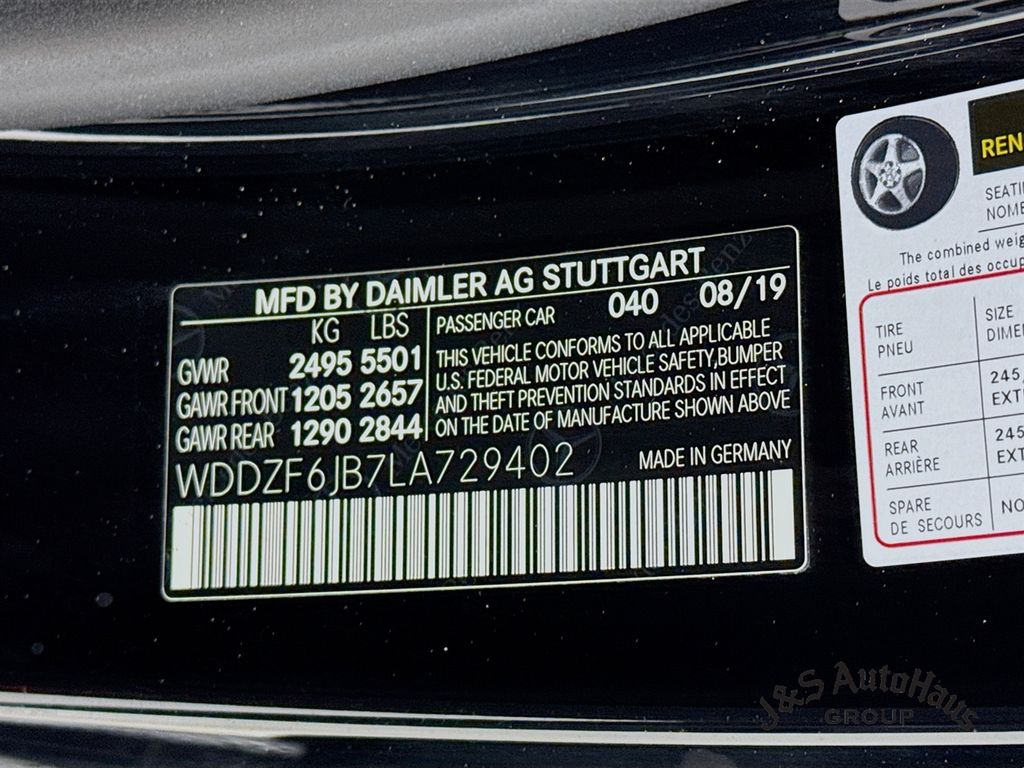 MFD BY DAIMLER AG STUTTGART
KG LBS
GVWR 2495 5501
GAWR FRONT 1205 2657
GAWR REAR 1290 2844
PASSENGER CAR 040 08/19
THIS VEHICLE CONFORMS TO ALL APPLICABLE
U.S. FEDERAL MOTOR VEHICLE SAFETY,BUMPER
AND THEFT PREVENTION STANDARDS IN EFFECT
ON THE DATE OF MANUFACTURE SHOWN ABOVE
WDDZF6JB7LA729402
MADE IN GERMANY
REN
SEATI
NOMB
The combined weig
Le poids total des occup
TIRE
PNEU
SIZE
DIMEN
FRONT
AVANT
245
EXT
REAR
ARRIÈRE
245
EXT
SPARE
DE SECOURS
NO
J&S AutoHaus
GROUP